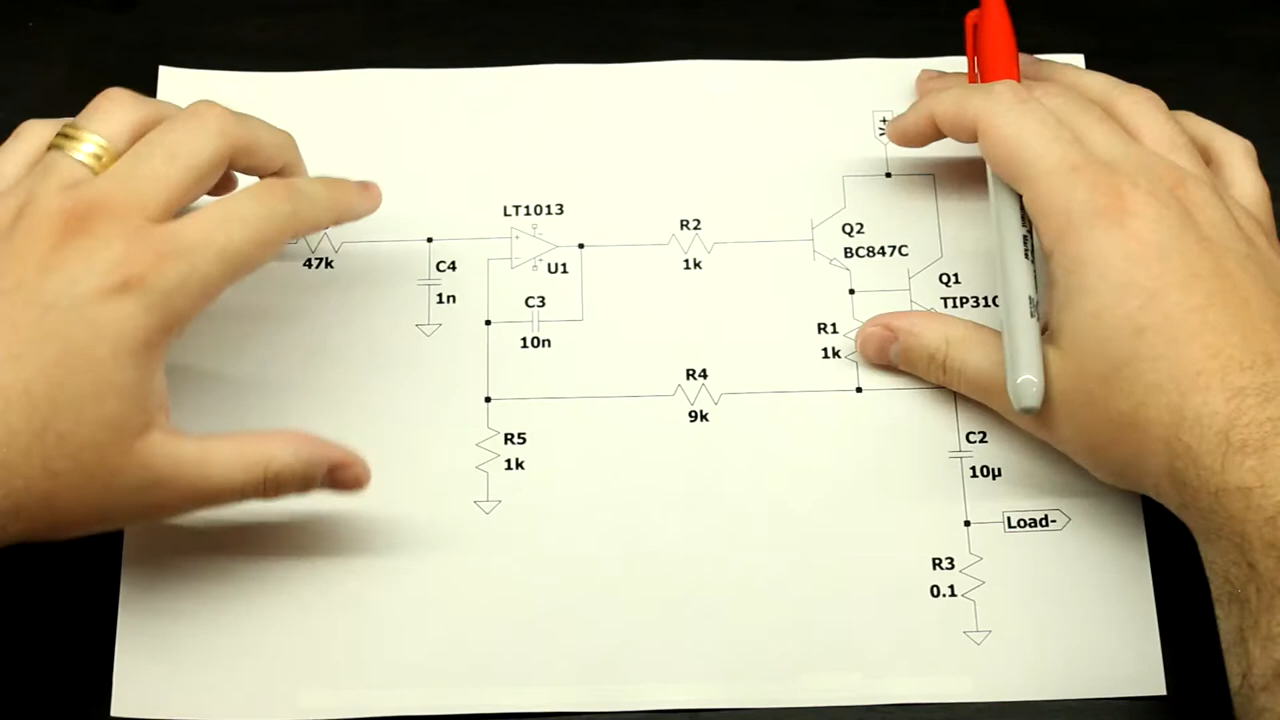 V+
LT1013
U1
47k
C4
1n
C3
10n
R2
1k
Q2
BC847C
Q1
TIP31C
R1
1k
R4
9k
R5
1k
C2
10µ
Load-
R3
0.1